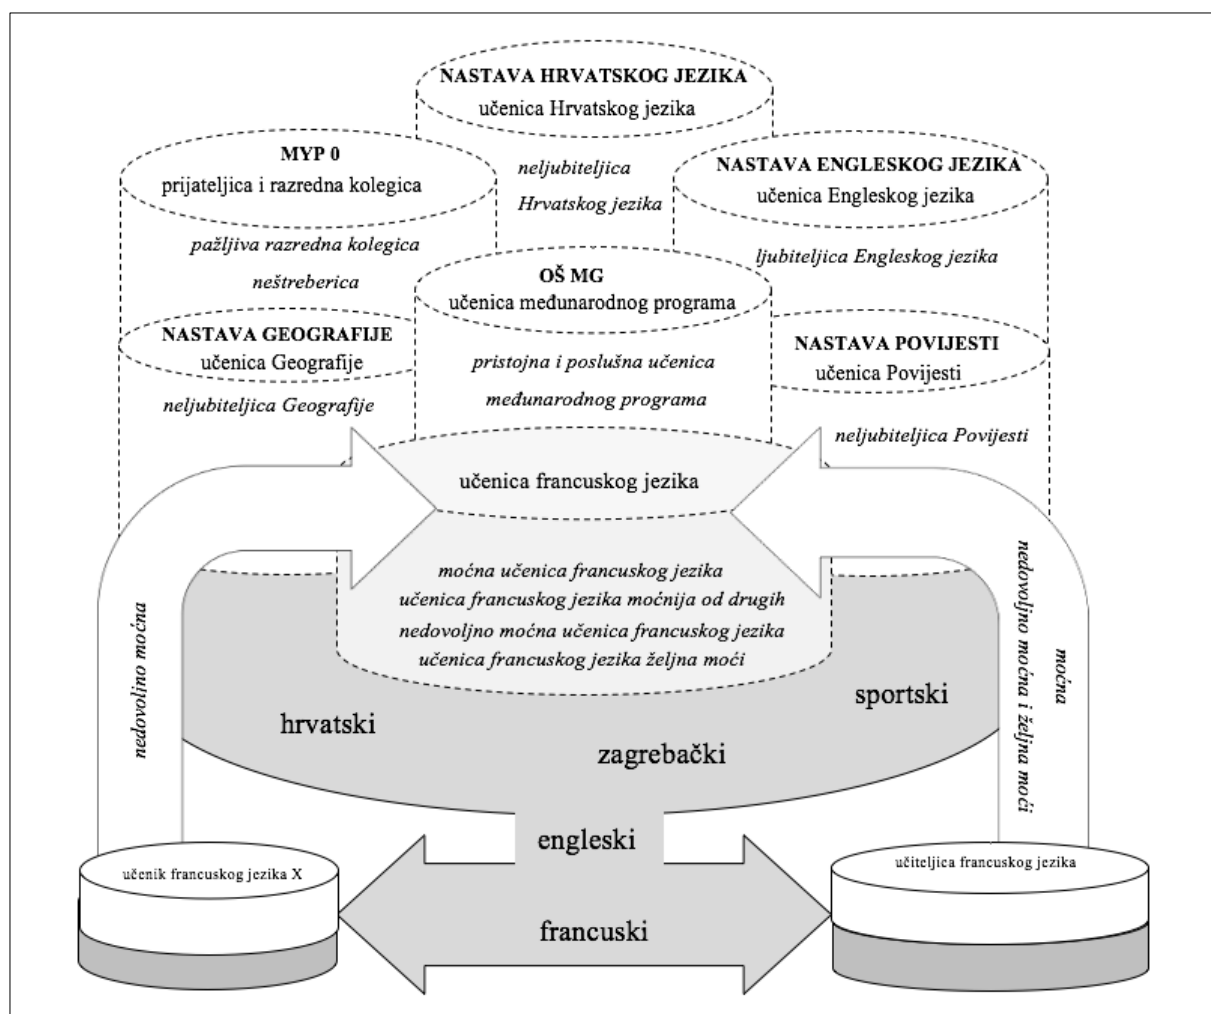 NASTAVA HRVATSKOG JEZIKA
učenica Hrvatskog jezika
neljubiteljica
Hrvatskog jezika
MYP 0
prijateljica i razredna kolegica
pažljiva razredna kolegica
neštreberica
NASTAVA ENGLESKOG JEZIKA
učenica Engleskog jezika
ljubiteljica Engleskog jezika
OŠ MG
učenica međunarodnog programa
pristojna i poslušna učenica
međunarodnog programa
NASTAVA GEOGRAFIJE
učenica Geografije
neljubiteljica Geografije
NASTAVA POVIJESTI
učenica Povijesti
neljubiteljica Povijesti
učenica francuskog jezika
moćna učenica francuskog jezika
učenica francuskog jezika moćnija od drugih
nedovoljno moćna učenica francuskog jezika
učenica francuskog jezika željna moći
nedovoljno moćna
nedovoljno moćna i željna moći
moćna
hrvatski
zagrebački
sportski
engleski
francuski
učenik francuskog jezika X
učiteljica francuskog jezika